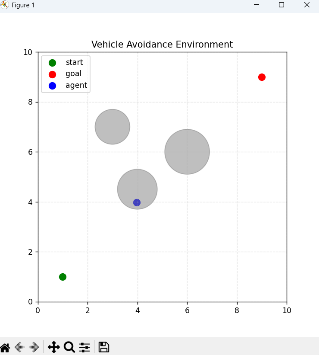 Figure 1
Vehicle Avoidance Environment
start
goal
agent
10
8
6
4
2
0
0 2 4 6 8 10